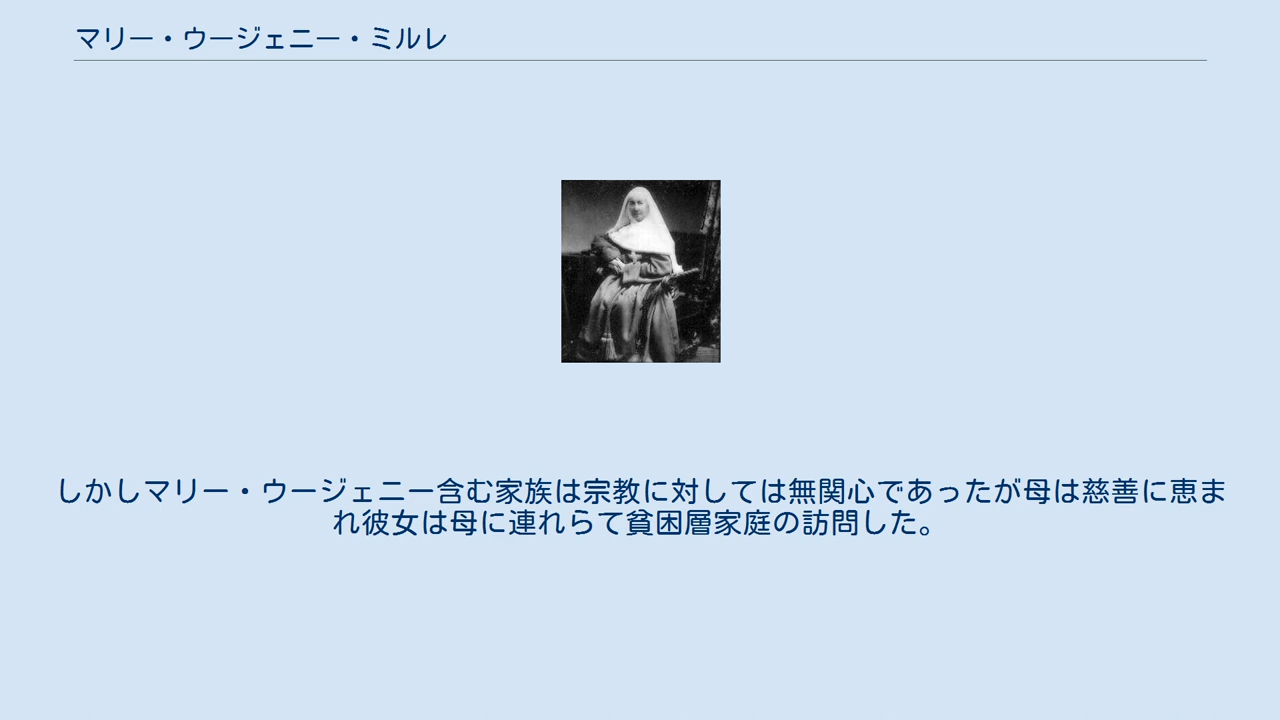 マリー・ウージェニー・ミルレ
しかしマリー・ウージェニー含む家族は宗教に対しては無関心であったが母は慈善に恵ま
れ彼女は母に連れらて貧困層家庭の訪問した。